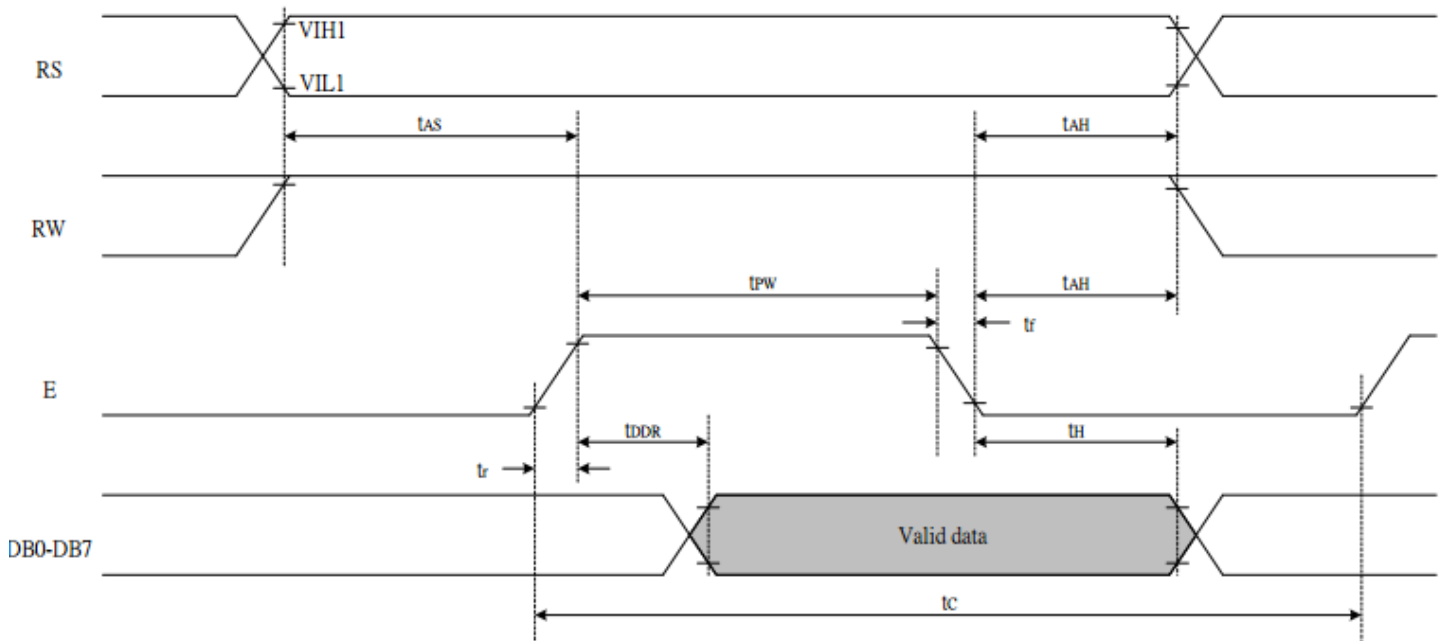 VIH1
RS
VIL1
tAS tAH
RW
tPW tAH
tf
E
tDDR tH
tr
Valid data
DB0-DB7
tC